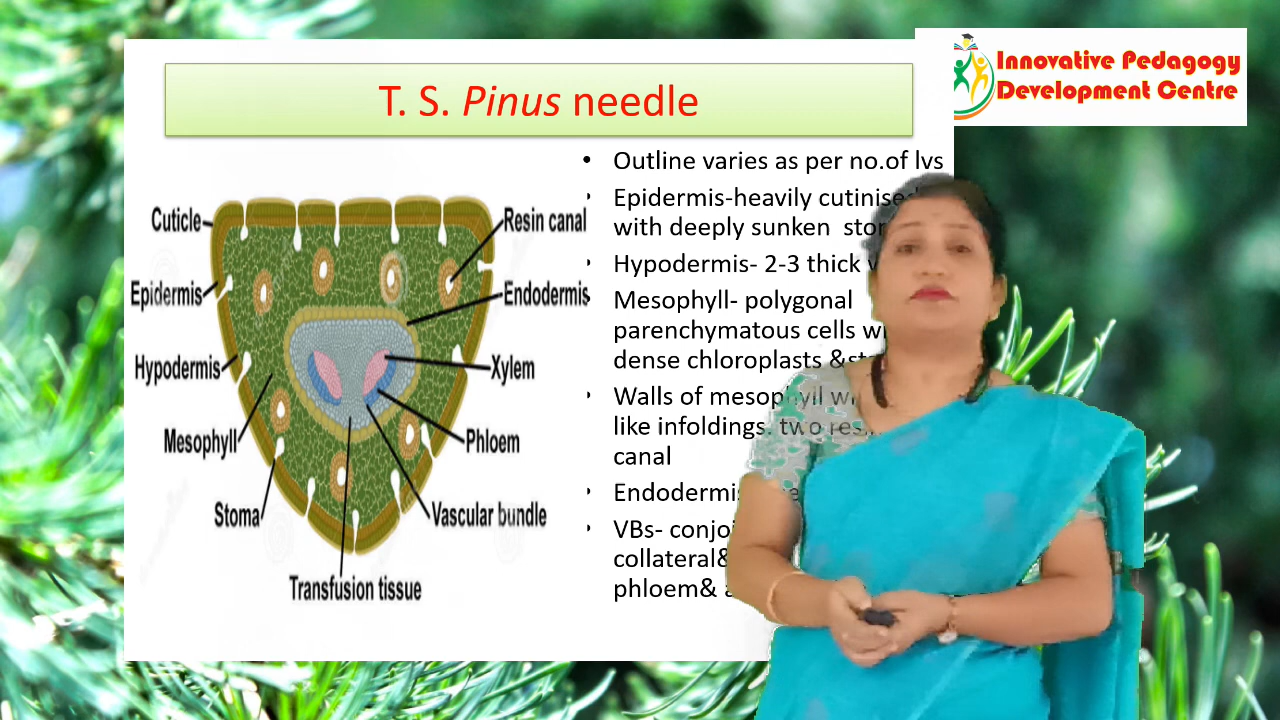 Innovative Pedagogy
Development Centre
T. S. Pinus needle
Cuticle
Epidermis
Hypodermis
Mesophyll
Stoma
Transfusion tissue
Resin canal
Endodermis
Xylem
Phloem
Vascular bundle
• Outline varies as per no.of lvs
• Epidermis-heavily cutinised
with deeply sunken
• Hypodermis- 2-3 thick
• Mesophyll- polygonal
parenchymatous cells
dense chloroplasts &
• Walls of mesophyll
like infoldings. two
canal
• Endodermis
• VBs-
collateral&
phloem&